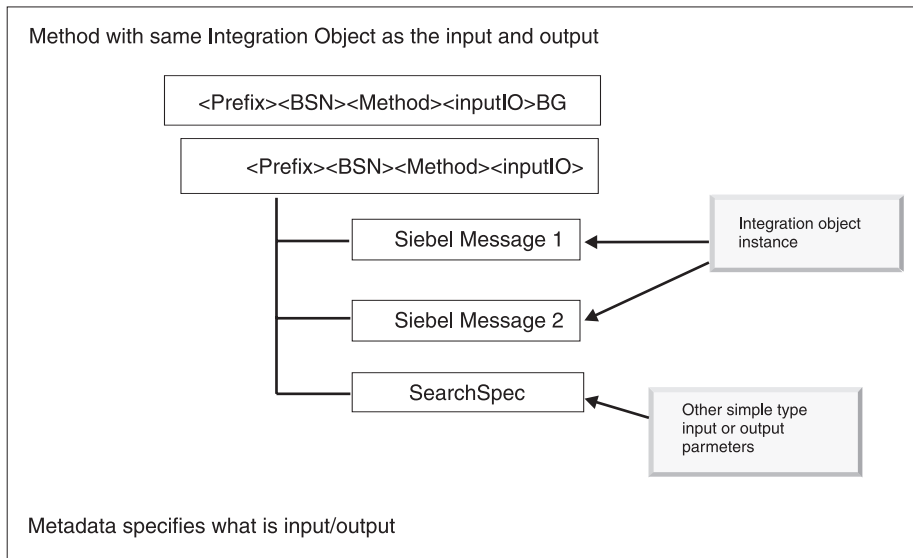 Method with same Integration Object as the input and output
<Prefix><BSN><Method><inputIO>BG
<Prefix><BSN><Method><inputIO>
Siebel Message 1
Integration object
instance
Siebel Message 2
SearchSpec
Other simple type
input or output
parmeters
Metadata specifies what is input/output